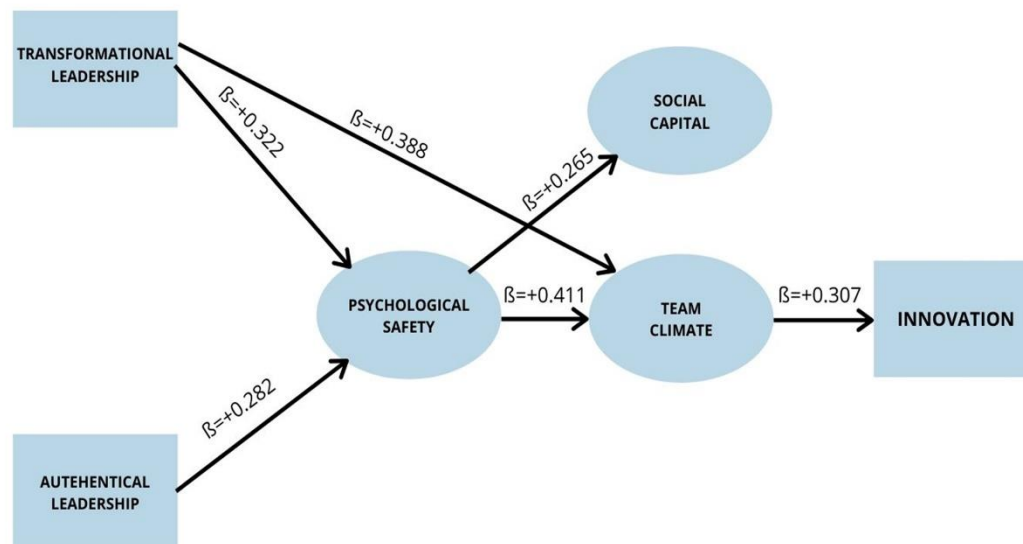 TRANSFORMATIONAL
LEADERSHIP
ß=+0.322
ß=+0.388
SOCIAL
CAPITAL
ß=+0.265
PSYCHOLOGICAL
SAFETY
ß=+0.411
TEAM
CLIMATE
ß=+0.307
INNOVATION
ß=+0.282
AUTEHENTICAL
LEADERSHIP